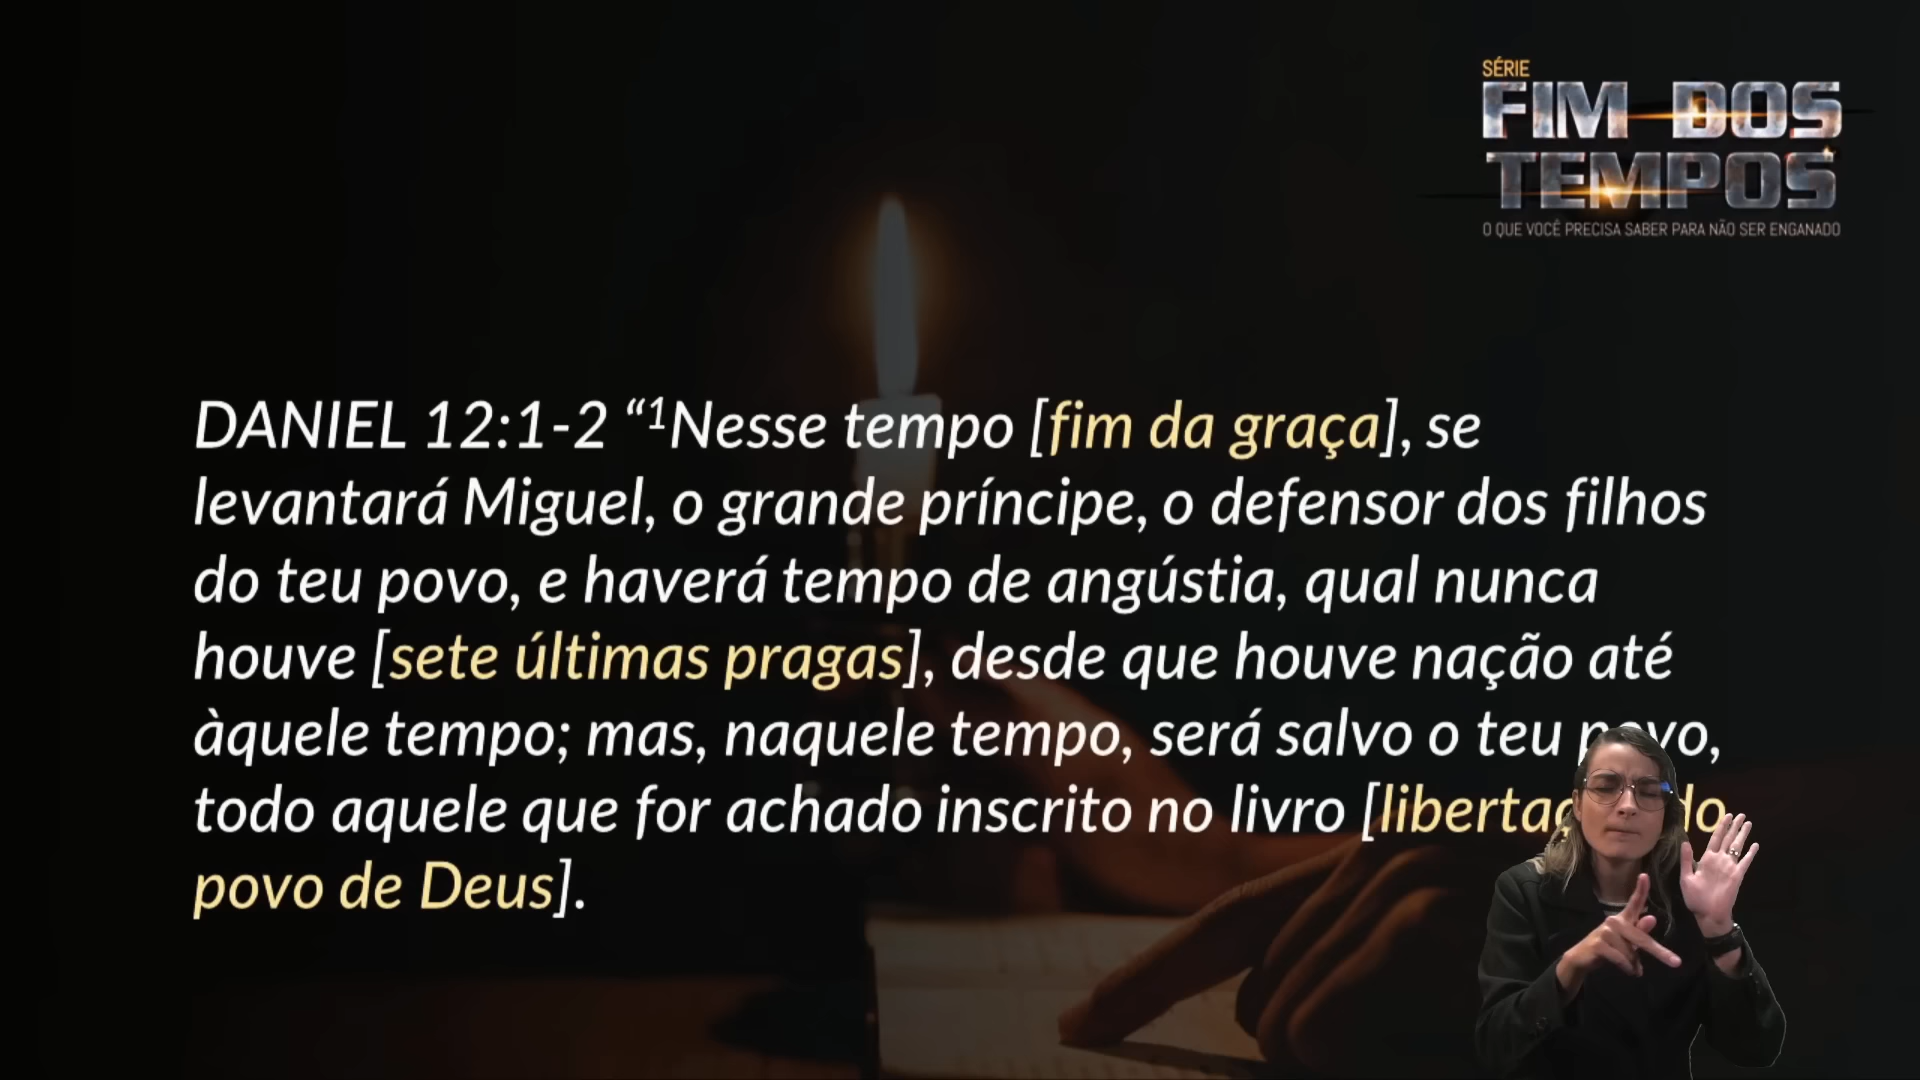 SÉRIE
FIM DOS
TEMPOS
O QUE VOCÊ PRECISA SABER PARA NÃO SER ENGANADO
DANIEL 12:1-2 “¹Nesse tempo [fim da graça], se
levantará Miguel, o grande príncipe, o defensor dos filhos
do teu povo, e haverá tempo de angústia, qual nunca
houve [sete últimas pragas], desde que houve nação até
àquele tempo; mas, naquele tempo, será salvo o teu povo,
todo aquele que for achado inscrito no livro [do
povo de Deus].